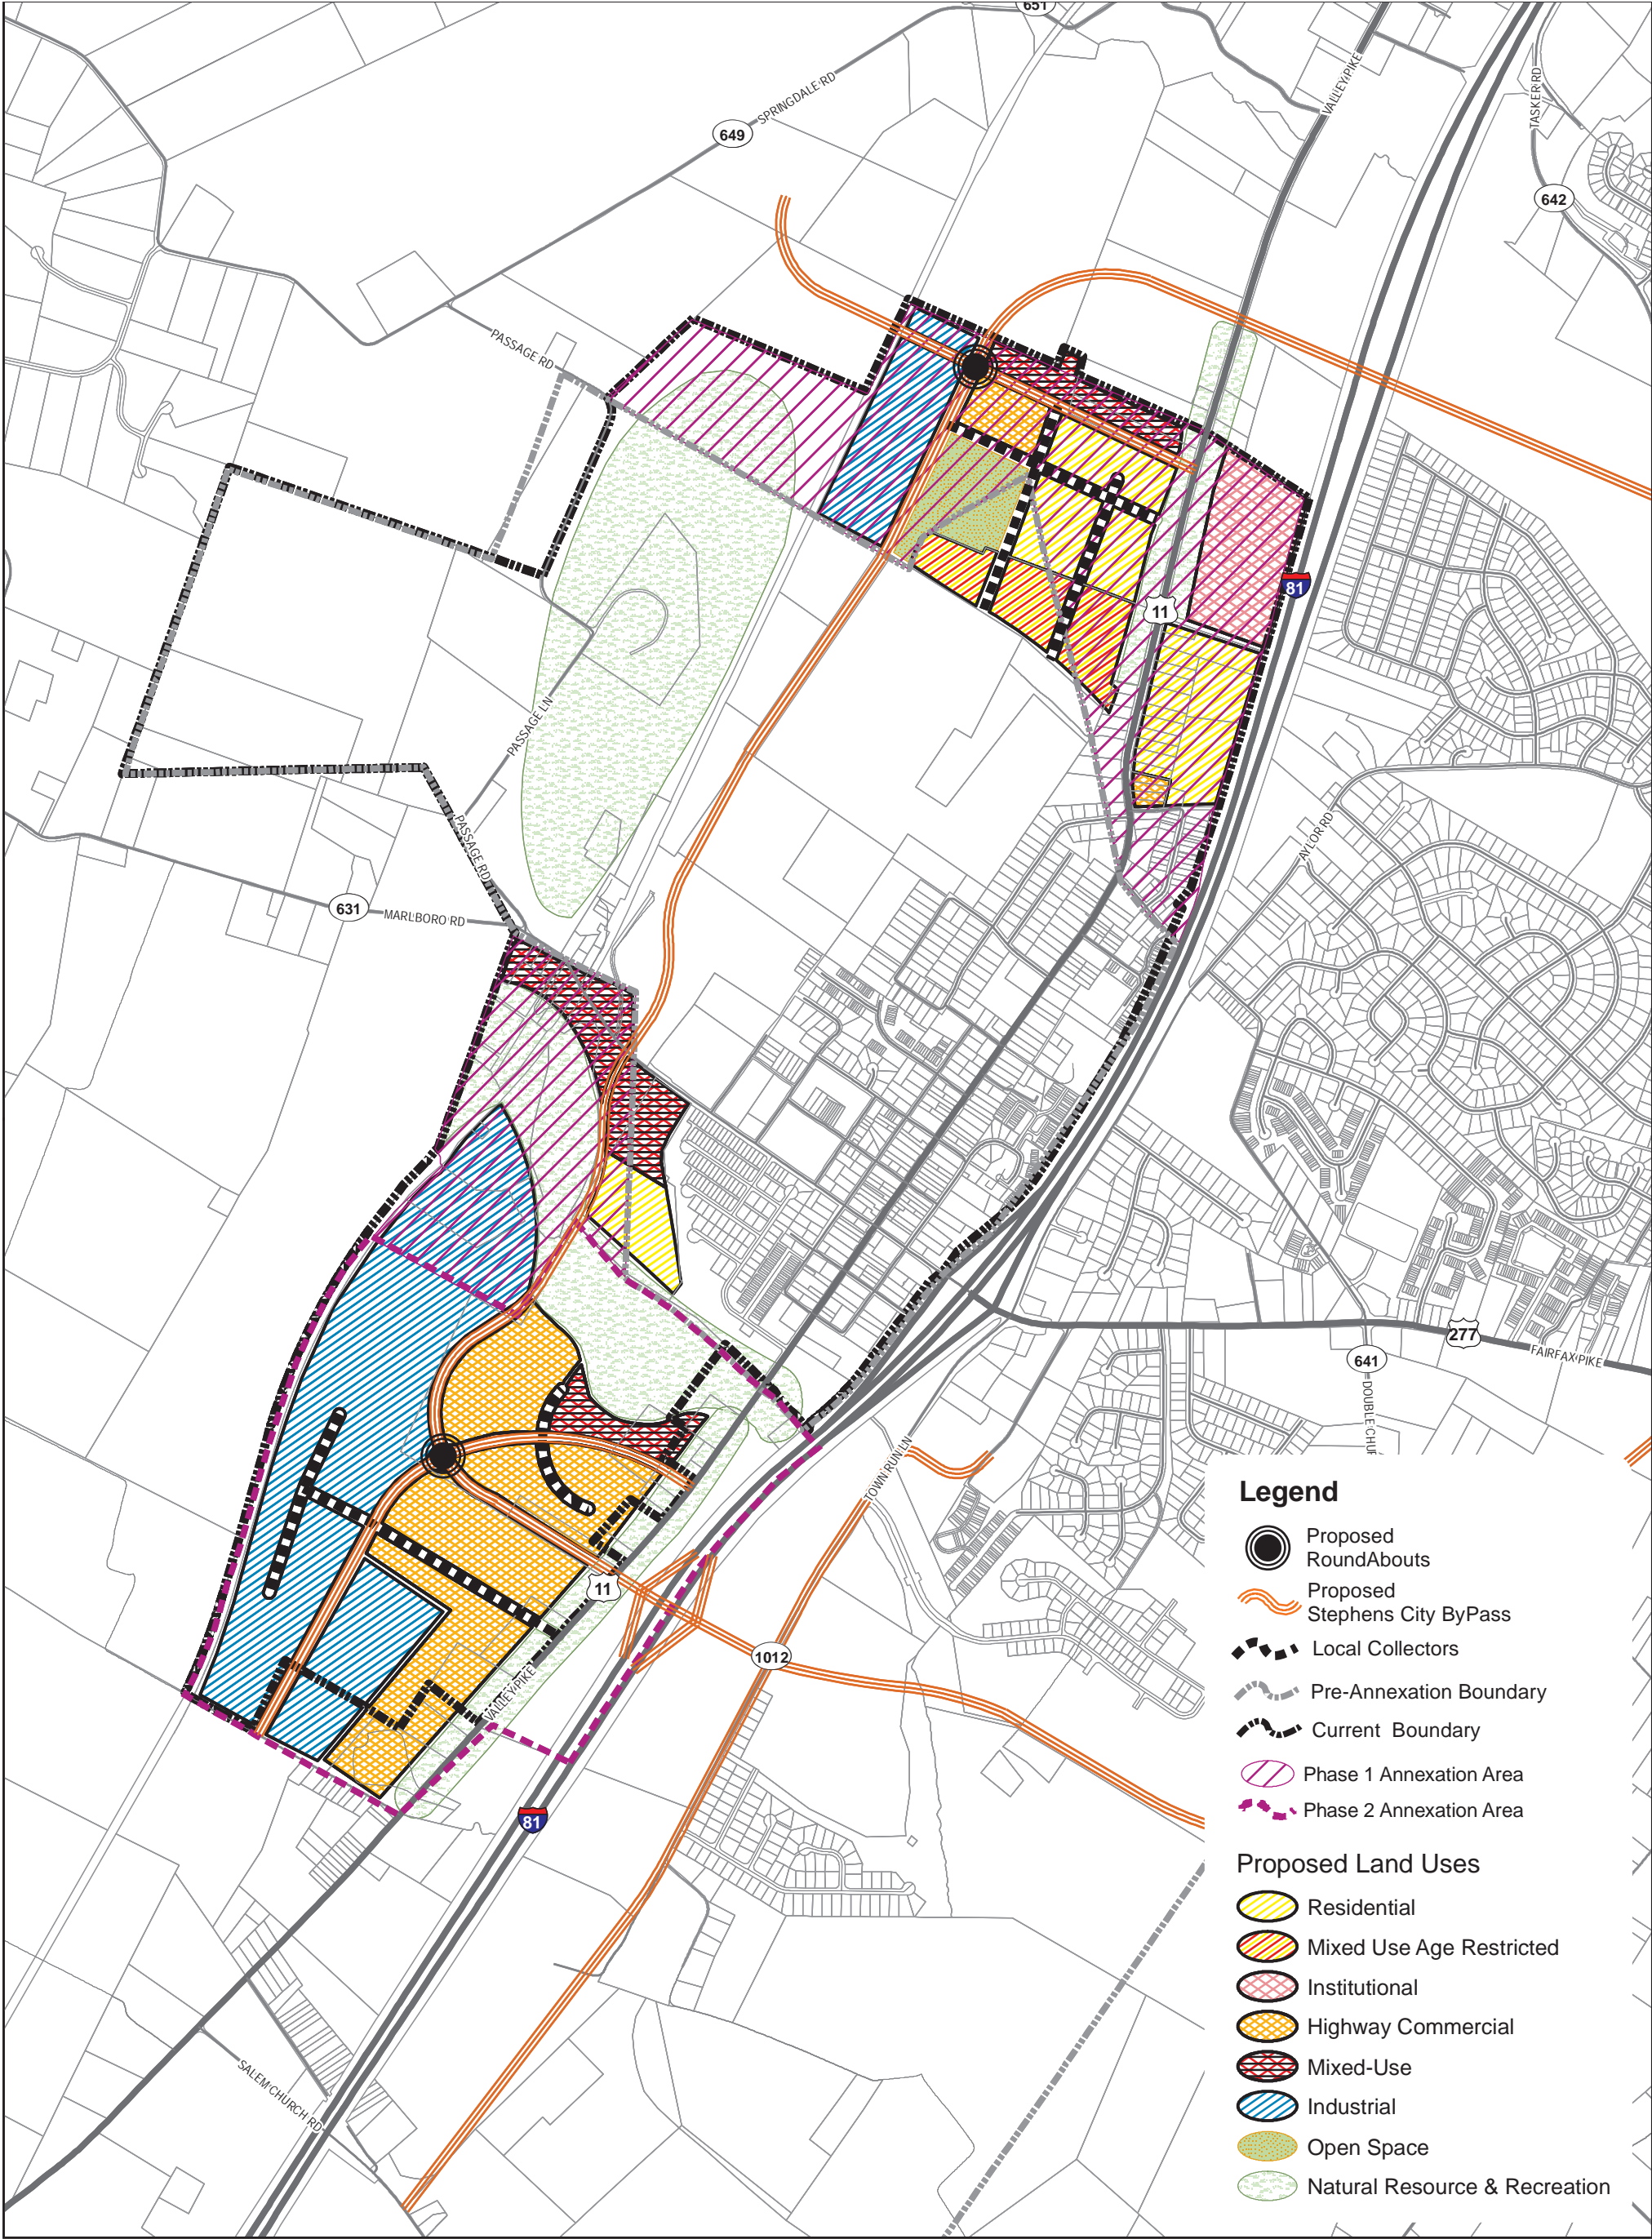 651
SPRINGDALE RD
649
VALLEY PIKE
TASKER RD
642
PASSAGE RD
81
11
PASSAGE LN
PASSAGE RD
AYLOR RD
631
MARLBORO RD
277
FAIRFAX PIKE
641
DOUBLE CHUR
TOWN RUN LN
11
1012
VALLEY PIKE
81
SALEM CHURCH RD
Legend
Proposed
RoundAbouts
Proposed
Stephens City ByPass
Local Collectors
Pre-Annexation Boundary
Current Boundary
Phase 1 Annexation Area
Phase 2 Annexation Area
Proposed Land Uses
Residential
Mixed Use Age Restricted
Institutional
Highway Commercial
Mixed-Use
Industrial
Open Space
Natural Resource & Recreation